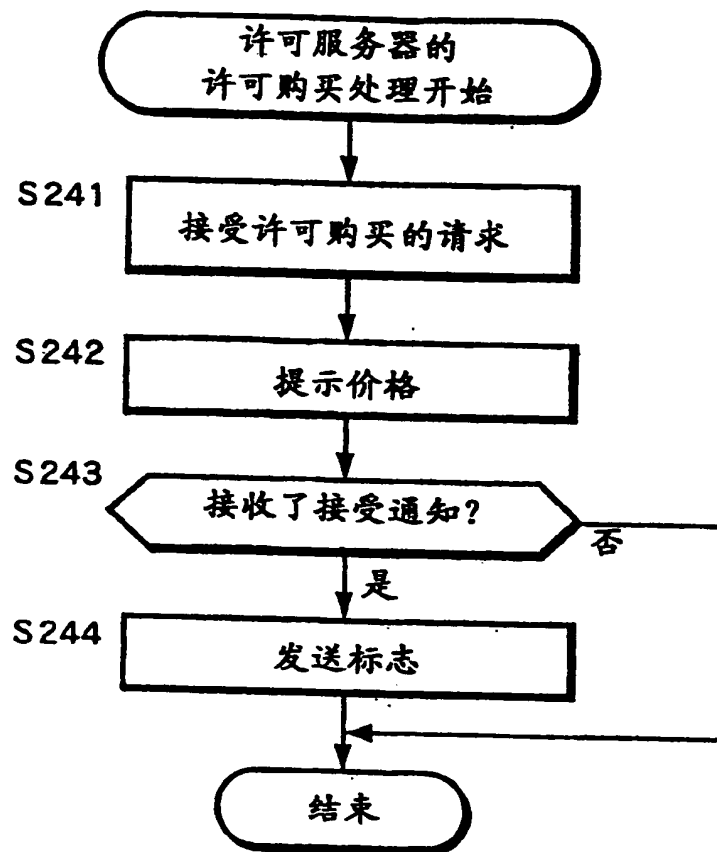 许可服务器的
许可购买处理开始
S241
接受许可购买的请求
S242
提示价格
S243
接收了接受通知?
否
是
S244
发送标志
结束